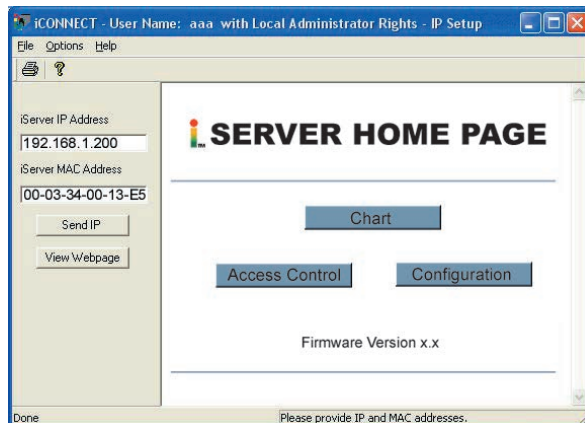 iCONNECT - User Name: aaa with Local Administrator Rights - IP Setup
File Options Help
iServer IP Address
192.168.1.200
iServer MAC Address
00-03-34-00-13-E5
Send IP
View Webpage
i™ SERVER HOME PAGE
Chart
Access Control
Configuration
Firmware Version x.x
Done
Please provide IP and MAC addresses.